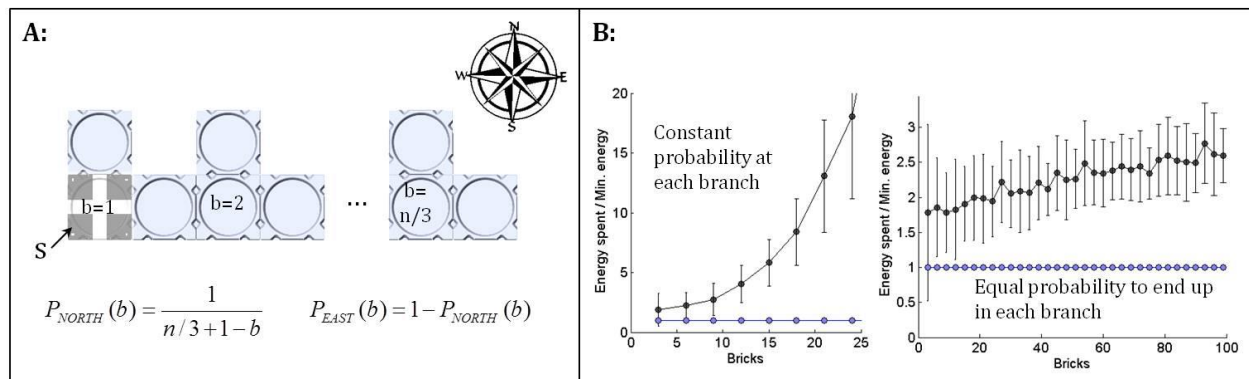 A:
N
W
E
S
b=1
b=2
...
b=
n/3
S
P_NORTH (b) = 1 / (n/3+1−b)
P_EAST (b) = 1 − P_NORTH (b)
B:
Energy spent / Min. energy
20
15
10
5
0
Constant
probability at
each branch
0 5 10 15 20 25
Bricks
Energy spent / Min. energy
3
2.5
2
1.5
1
0.5
Equal probability to end up
in each branch
0 20 40 60 80 100
Bricks